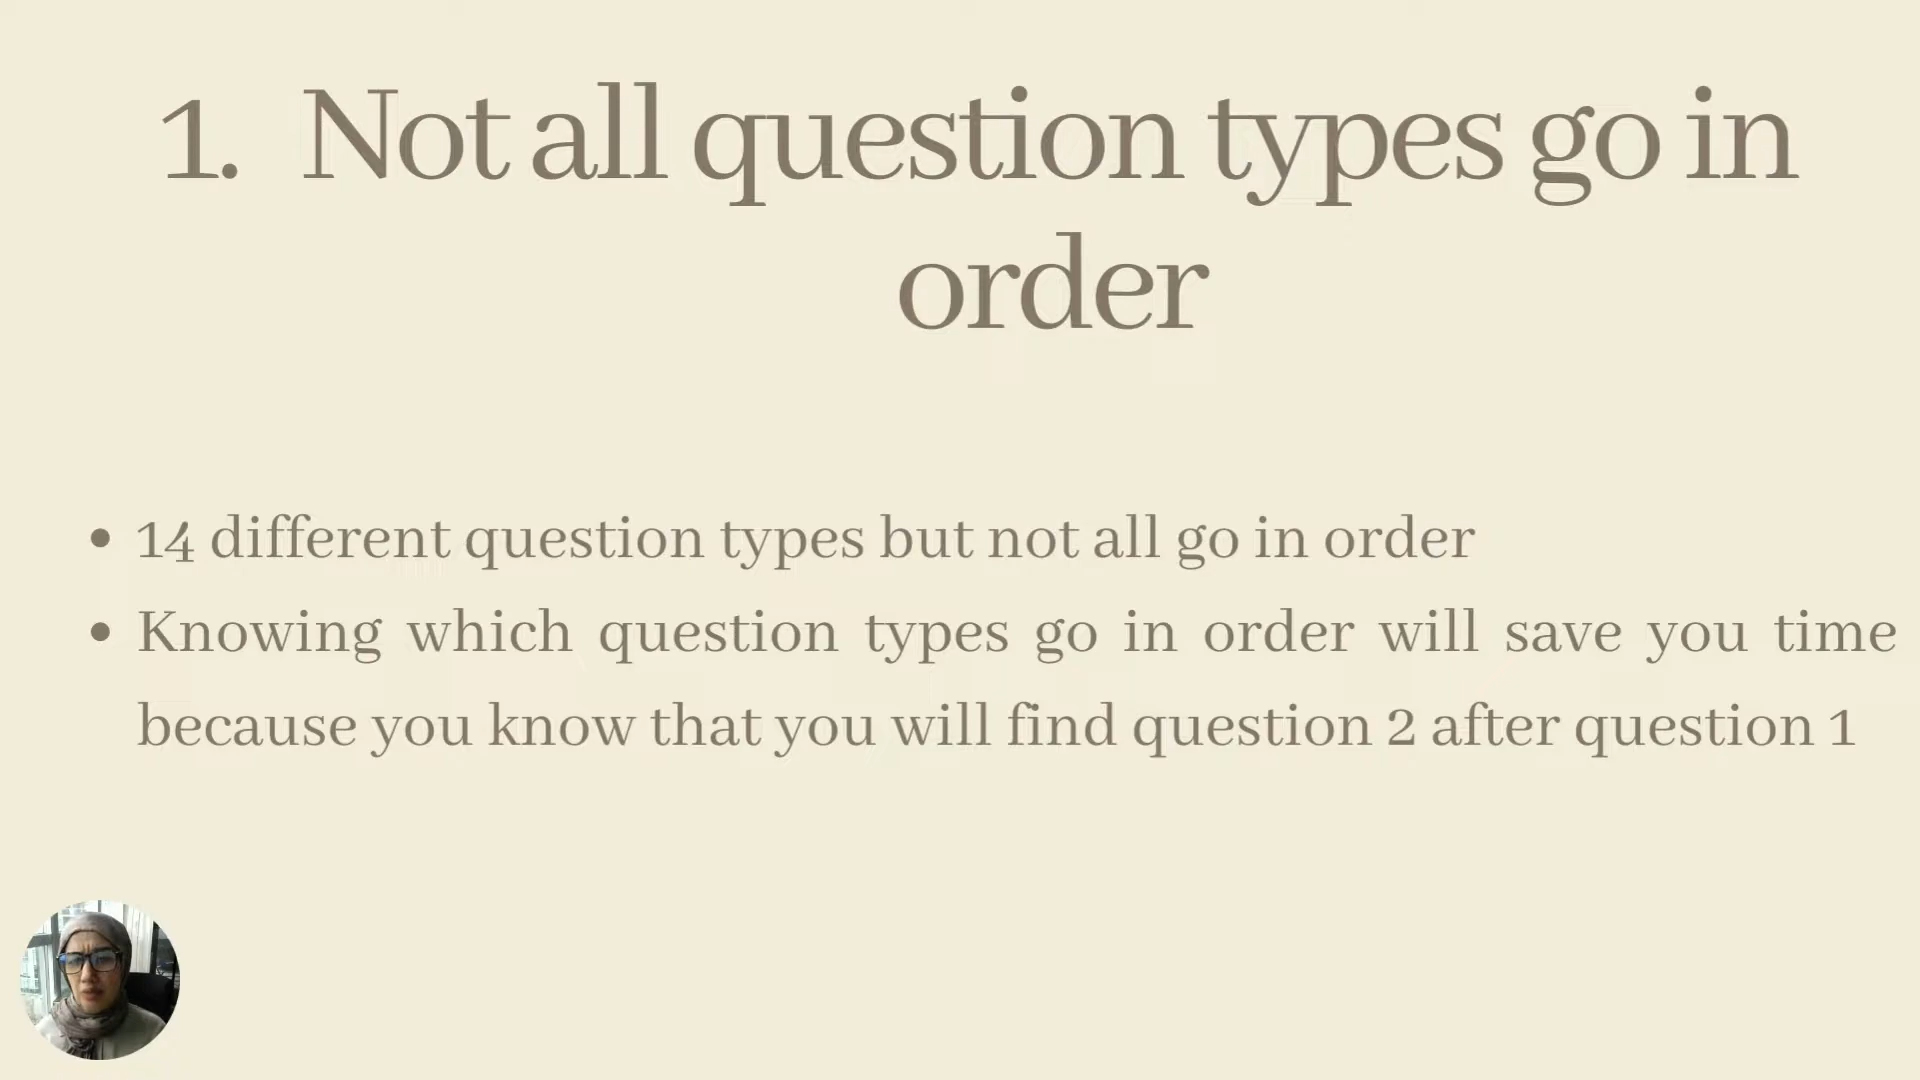 1. Not all question types go in
order
• 14 different question types but not all go in order
• Knowing which question types go in order will save you time
because you know that you will find question 2 after question 1